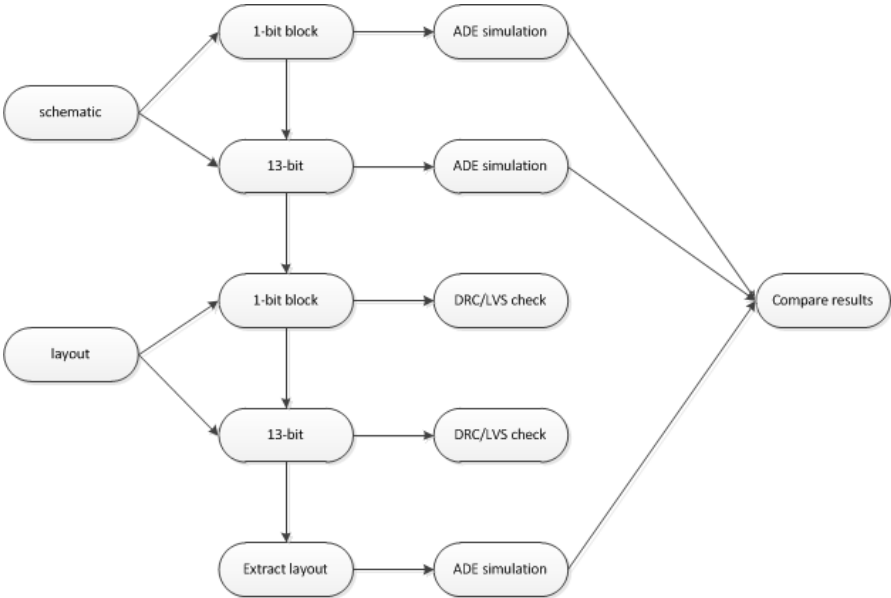 1-bit block
ADE simulation
schematic
13-bit
ADE simulation
1-bit block
DRC/LVS check
Compare results
layout
13-bit
DRC/LVS check
Extract layout
ADE simulation